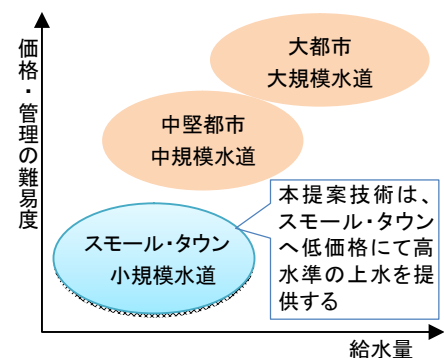 価格・管理の難易度
大都市
大規模水道
中堅都市
中規模水道
スモール・タウン
小規模水道
本提案技術は、
スモール・タウン
へ低価格にて高
水準の上水を提
供する
給水量